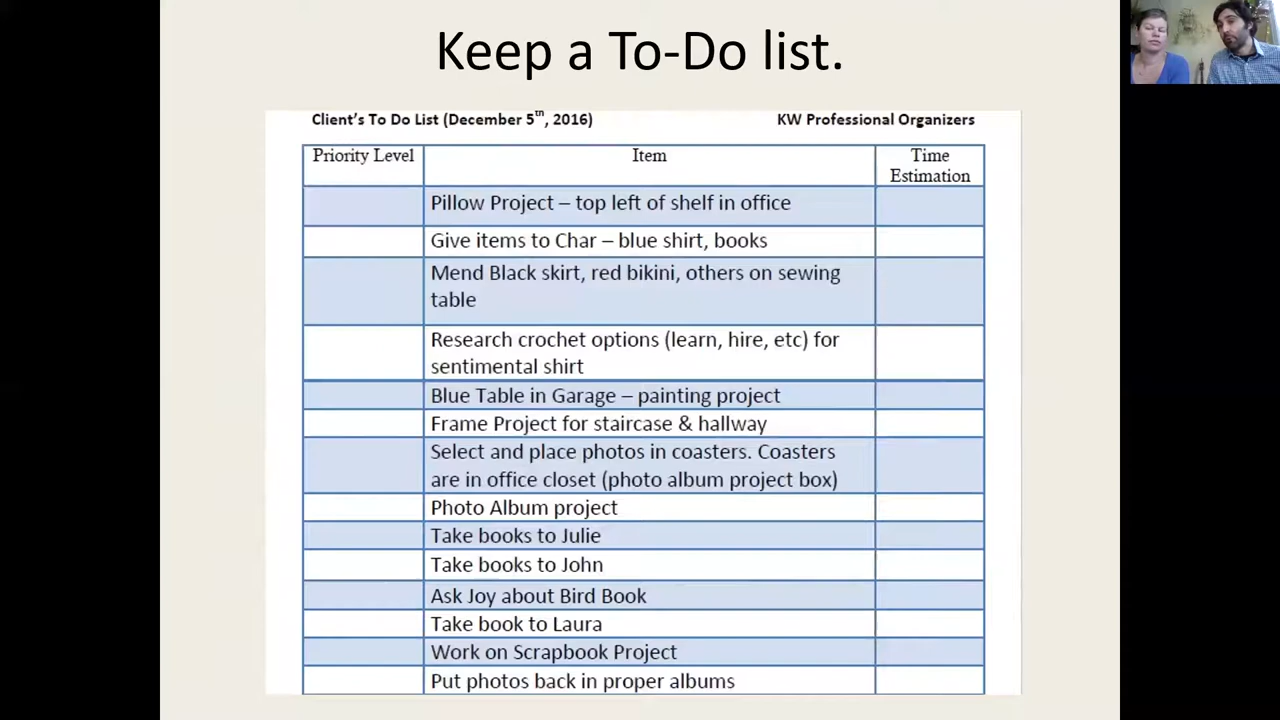 Keep a To-Do list.
Client's To Do List (December 5th, 2016) KW Professional Organizers
Priority Level Item Time
Estimation
Pillow Project – top left of shelf in office
Give items to Char – blue shirt, books
Mend Black skirt, red bikini, others on sewing
table
Research crochet options (learn, hire, etc) for
sentimental shirt
Blue Table in Garage – painting project
Frame Project for staircase & hallway
Select and place photos in coasters. Coasters
are in office closet (photo album project box)
Photo Album project
Take books to Julie
Take books to John
Ask Joy about Bird Book
Take book to Laura
Work on Scrapbook Project
Put photos back in proper albums